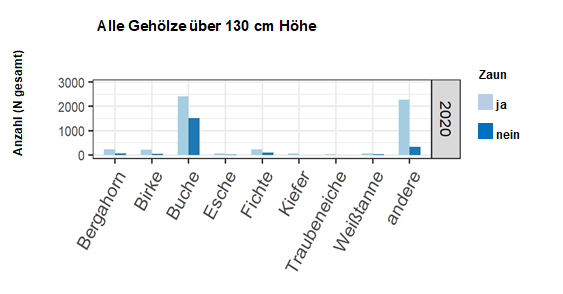 Alle Gehölze über 130 cm Höhe
Anzahl (N gesamt)
3000
2000
1000
0
Bergahorn
Birke
Buche
Esche
Fichte
Kiefer
Traubeneiche
Weißtanne
andere
2020
Zaun
ja
nein